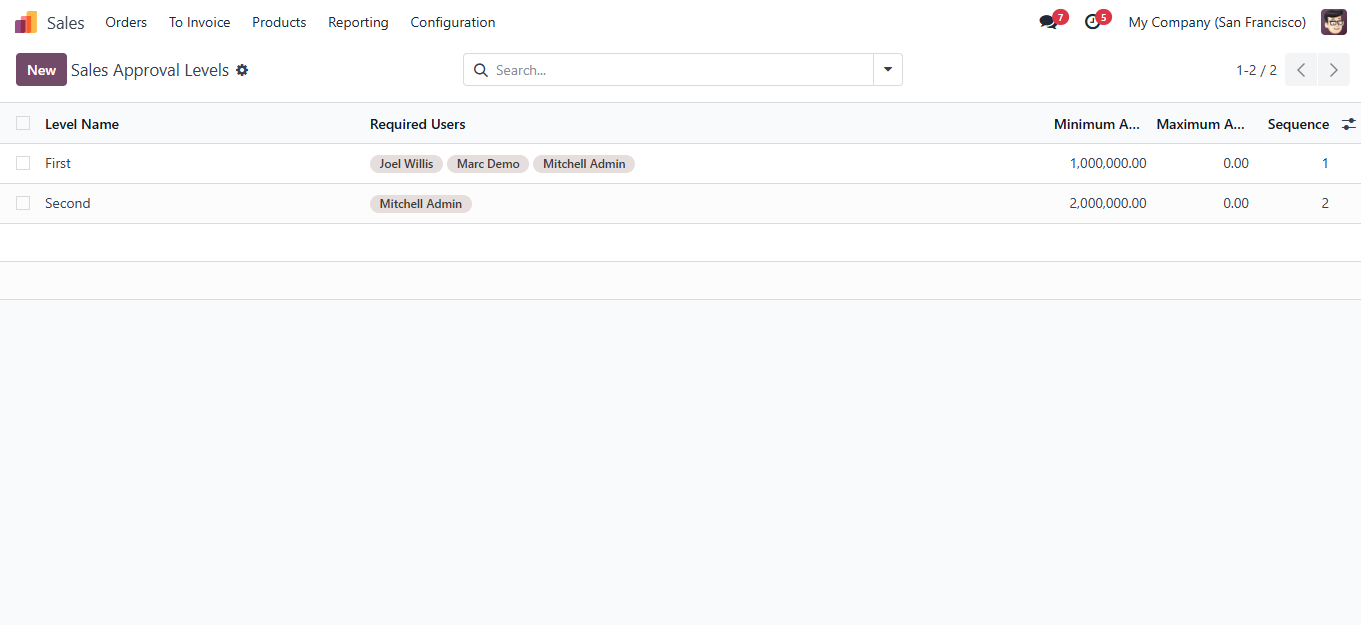 Sales Orders To Invoice Products Reporting Configuration 7 5 My Company (San Francisco)
New Sales Approval Levels Search... 1-2 / 2
Level Name Required Users Minimum A... Maximum A... Sequence
First Joel Willis Marc Demo Mitchell Admin 1,000,000.00 0.00 1
Second Mitchell Admin 2,000,000.00 0.00 2